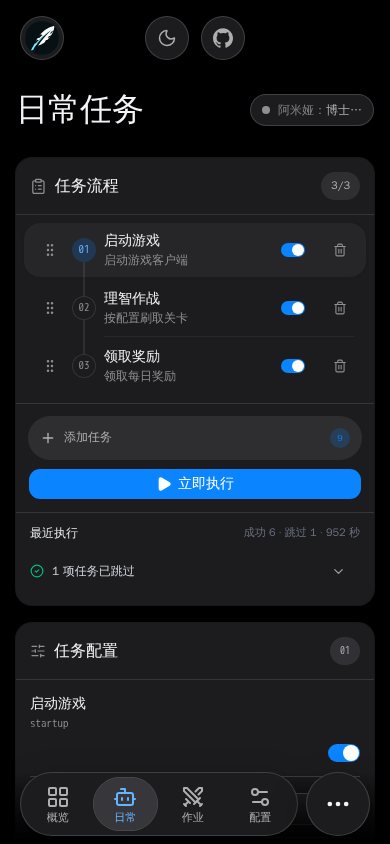 日常任务
阿米娅：博士…
任务流程
3/3
01
启动游戏
启动游戏客户端
02
理智作战
按配置刷取关卡
03
领取奖励
领取每日奖励
添加任务
9
立即执行
最近执行
成功 6 · 跳过 1 · 952 秒
1 项任务已跳过
任务配置
01
启动游戏
startup
概览
日常
作业
配置